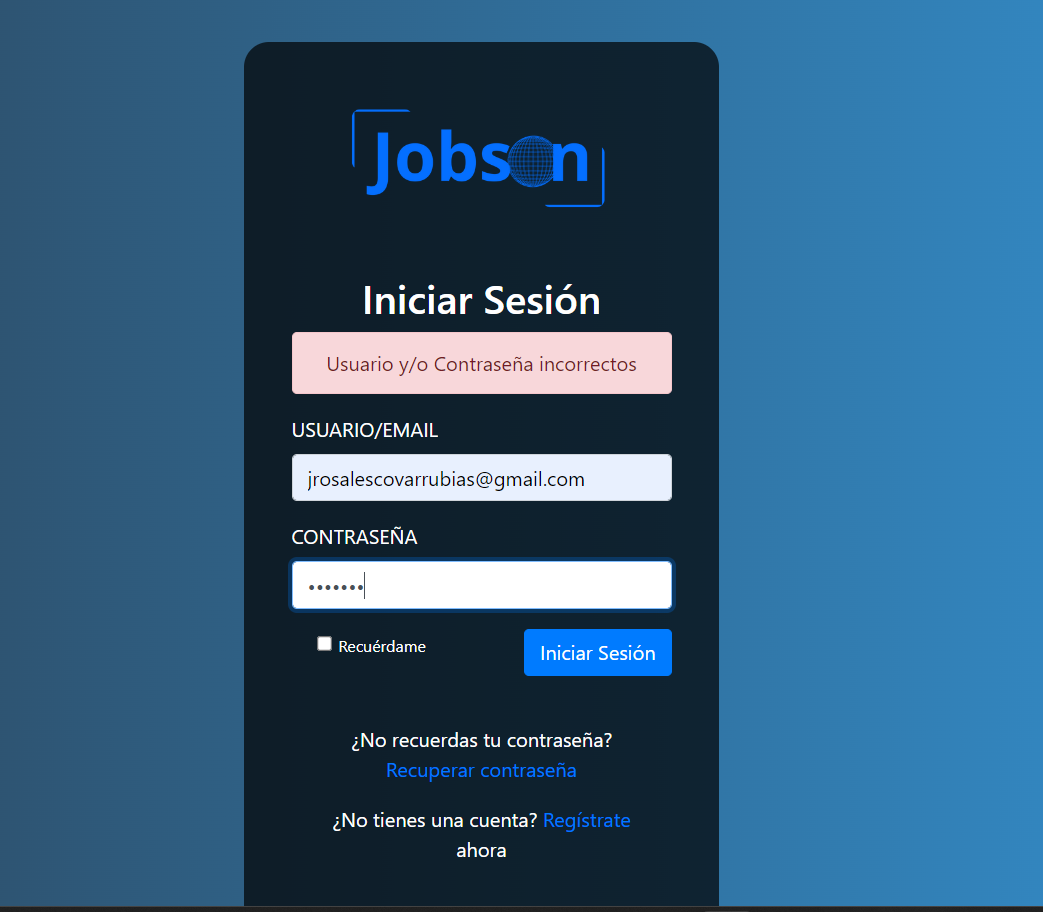 Jobson
Iniciar Sesión
Usuario y/o Contraseña incorrectos
USUARIO/EMAIL
jrosalescovarrubias@gmail.com
CONTRASEÑA
•••••••
Recuérdame
Iniciar Sesión
¿No recuerdas tu contraseña?
Recuperar contraseña
¿No tienes una cuenta? Regístrate
ahora